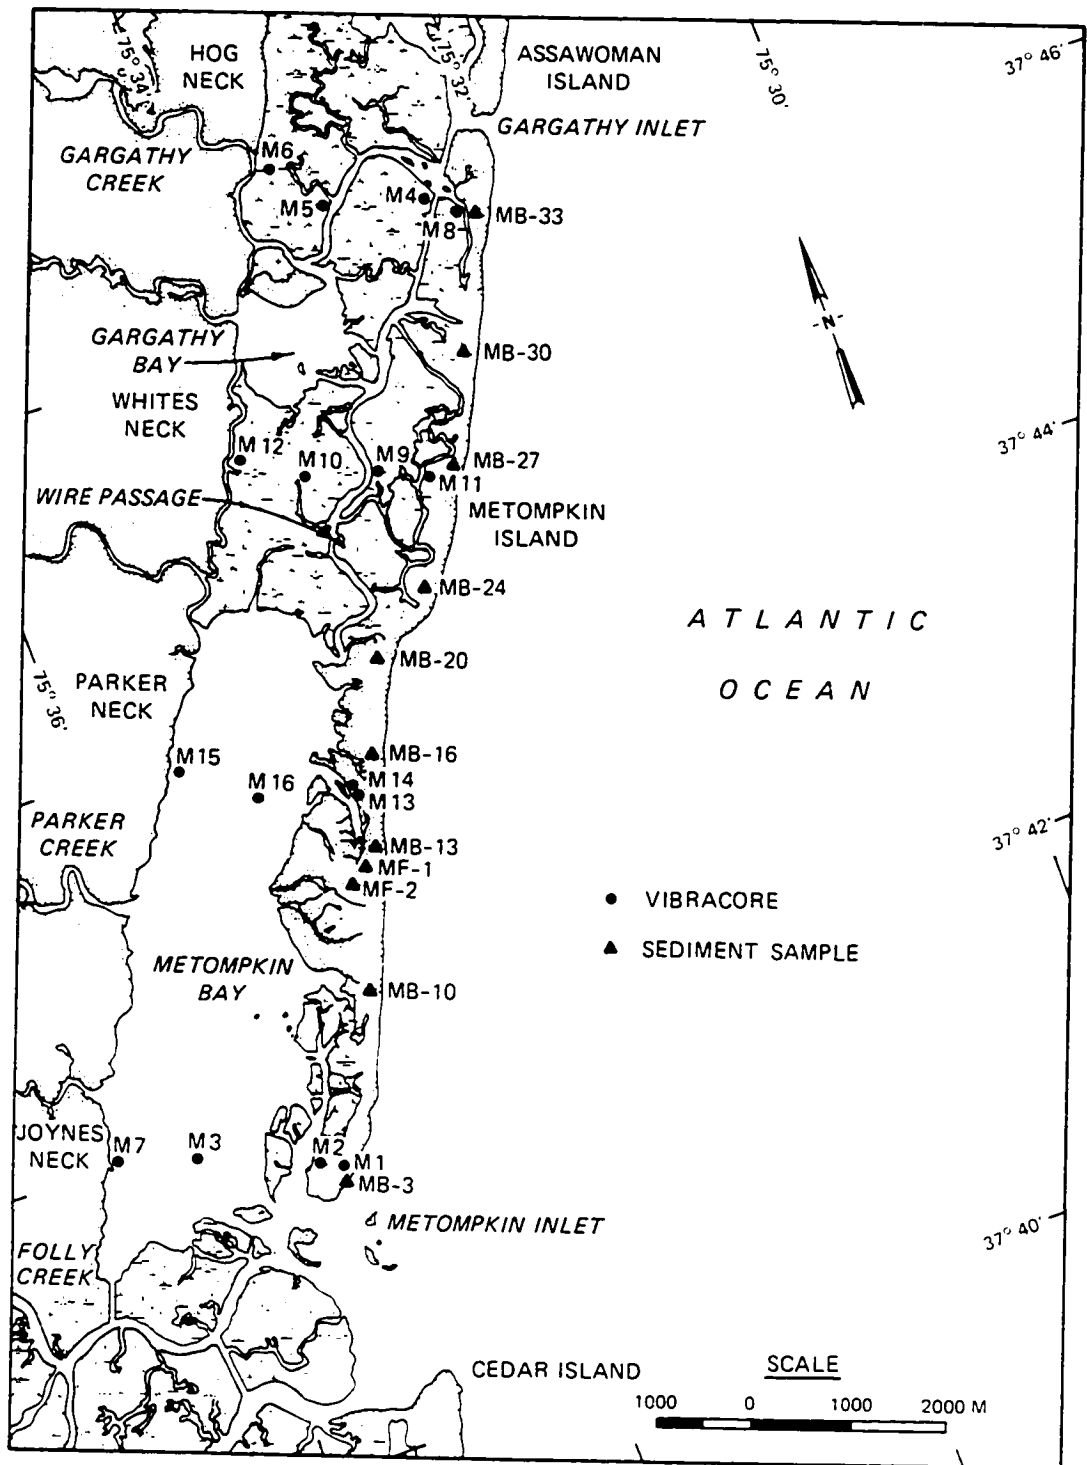 HOG
NECK
75° 34'
75° 32'
ASSAWOMAN
ISLAND
75° 30'
37° 46'
GARGATHY INLET
GARGATHY
CREEK
M6
M5
M4
M8
MB-33
GARGATHY
BAY
MB-30
N
WHITES
NECK
37° 44'
M12
M10
M9
MB-27
M11
WIRE PASSAGE
METOMPKIN
ISLAND
MB-24
ATLANTIC
OCEAN
MB-20
75° 36'
PARKER
NECK
MB-16
M15
M16
M14
M13
PARKER
CREEK
37° 42'
MB-13
MF-1
MF-2
VIBRACORE
SEDIMENT SAMPLE
METOMPKIN
BAY
MB-10
JOYNES
NECK
M7
M3
M2
M1
MB-3
METOMPKIN INLET
37° 40'
FOLLY
CREEK
CEDAR ISLAND
SCALE
1000 0 1000 2000 M